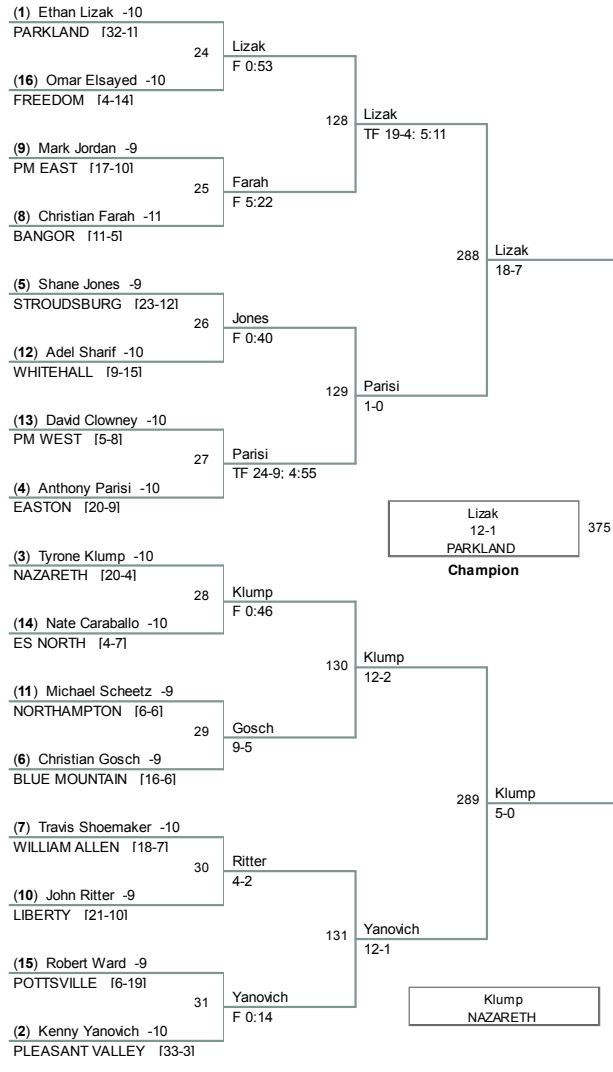 (1) Ethan Lizak -10
PARKLAND [32-1]
24
Lizak
F 0:53
(16) Omar Elsayed -10
FREEDOM [4-14]
128
Lizak
TF 19-4: 5:11
(9) Mark Jordan -9
PM EAST [17-10]
25
Farah
F 5:22
(8) Christian Farah -11
BANGOR [11-5]
288
Lizak
18-7
(5) Shane Jones -9
STROUDSBURG [23-12]
26
Jones
F 0:40
(12) Adel Sharif -10
WHITEHALL [9-15]
129
Parisi
1-0
(13) David Clowney -10
PM WEST [5-8]
27
Parisi
TF 24-9; 4:55
(4) Anthony Parisi -10
EASTON [20-9]
Lizak
12-1
PARKLAND
375
Champion
(3) Tyrone Klump -10
NAZARETH [20-4]
28
Klump
F 0:46
(14) Nate Caraballo -10
ES NORTH [4-7]
130
Klump
12-2
(11) Michael Scheetz -9
NORTHAMPTON [6-6]
29
Gosch
9-5
(6) Christian Gosch -9
BLUE MOUNTAIN [16-6]
289
Klump
5-0
(7) Travis Shoemaker -10
WILLIAM ALLEN [18-7]
30
Ritter
4-2
(10) John Ritter -9
LIBERTY [21-10]
131
Yanovich
12-1
(15) Robert Ward -9
POTTSVILLE [6-19]
31
Yanovich
F 0:14
(2) Kenny Yanovich -10
PLEASANT VALLEY [33-3]
Klump
NAZARETH